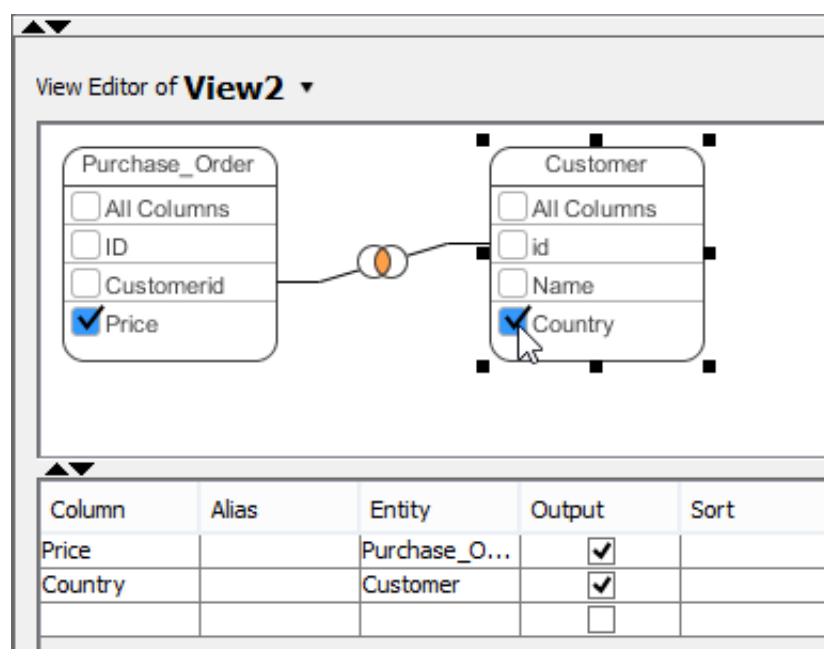 View Editor of View2
Purchase_Order
All Columns
ID
Customerid
Price
Customer
All Columns
id
Name
Country
Column Alias Entity Output Sort
Price Purchase_O...
Country Customer